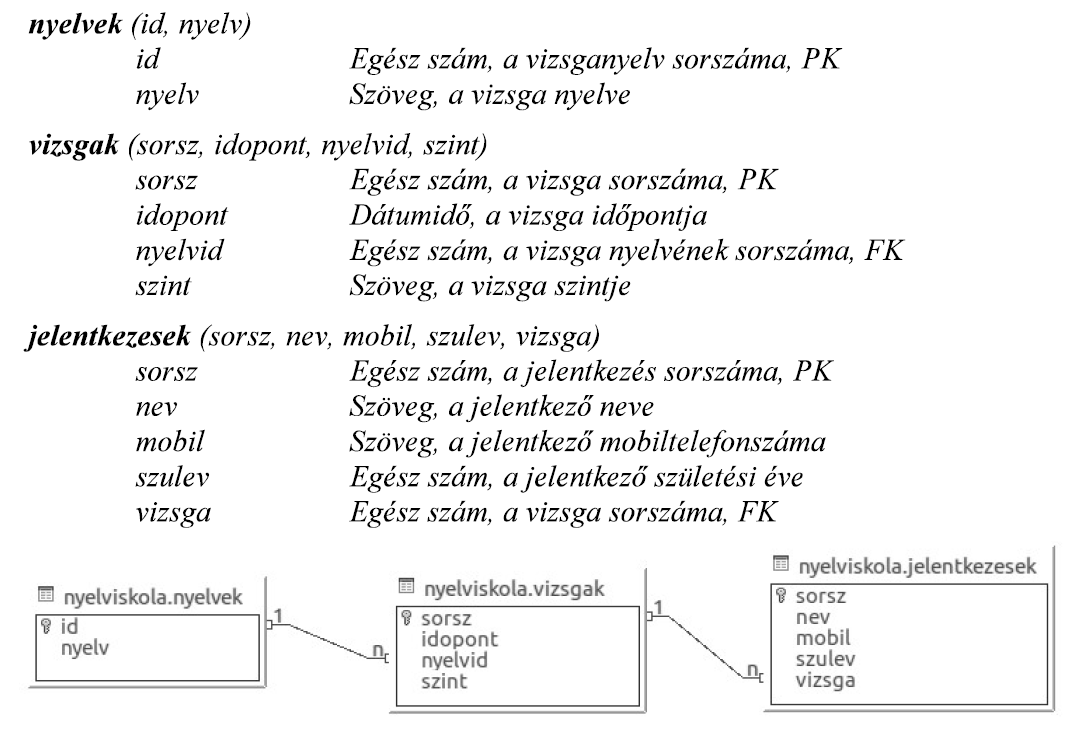 nyelvek (id, nyelv)
id Egész szám, a vizsganyelv sorszáma, PK
nyelv Szöveg, a vizsga nyelve
vizsgak (sorsz, idopont, nyelvid, szint)
sorsz Egész szám, a vizsga sorszáma, PK
idopont Dátumidő, a vizsga időpontja
nyelvid Egész szám, a vizsga nyelvének sorszáma, FK
szint Szöveg, a vizsga szintje
jelentkezesek (sorsz, nev, mobil, szulev, vizsga)
sorsz Egész szám, a jelentkezés sorszáma, PK
nev Szöveg, a jelentkező neve
mobil Szöveg, a jelentkező mobiltelefonszáma
szulev Egész szám, a jelentkező születési éve
vizsga Egész szám, a vizsga sorszáma, FK
nyelviskola.nyelvek
id
nyelv
1
n
nyelviskola.vizsgak
sorsz
idopont
nyelvid
szint
1
n
nyelviskola.jelentkezesek
sorsz
nev
mobil
szulev
vizsga